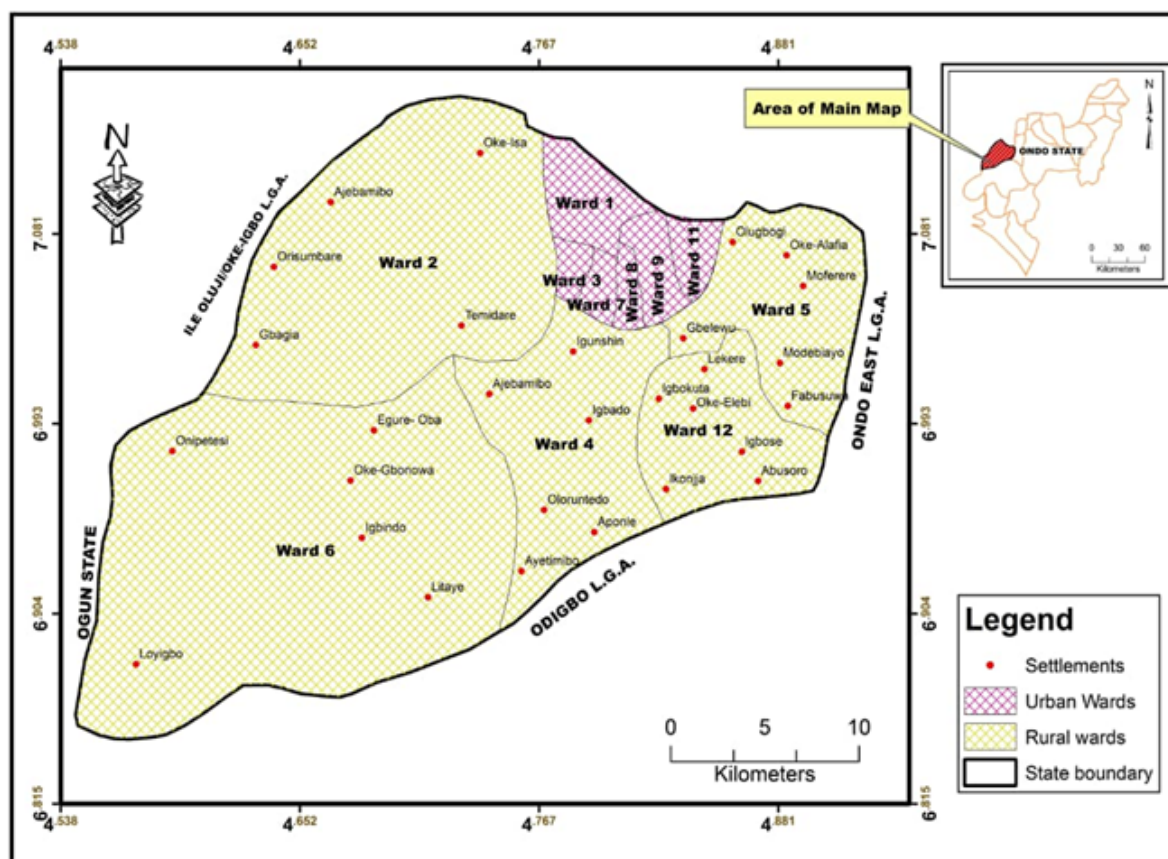 4.538
4.652
4.767
4.881
N
Area of Main Map
ONDO STATE
N
0 30 60
Kilometers
7.081
6.993
6.904
6.815
7.081
6.993
6.904
6.815
ILE OLUJI/OKE-IGBO L.G.A.
OGUN STATE
ODIGBO L.G.A.
ONDO EAST L.G.A.
Oke-Isa
Ajebamibo
Ward 1
Orisumbare
Ward 2
Olugbogi
Oke-Alafia
Moferere
Ward 3
Ward 7
Ward 8
Ward 9
Ward 11
Ward 5
Gbagia
Temidare
Igunshin
Gbelewu
Lekere
Modebiayo
Ajebamibo
Igbokuta
Oke-Elebi
Fabusuwa
Egure- Oba
Igbado
Ward 4
Ward 12
Onipetesi
Igbose
Oke-Gbonowa
Ikonjja
Abusoro
Oloruntedo
Aponle
Igbindo
Ward 6
Ayetimibo
Litaye
Loyigbo
0 5 10
Kilometers
Legend
Settlements
Urban Wards
Rural wards
State boundary
4.538
4.652
4.767
4.881